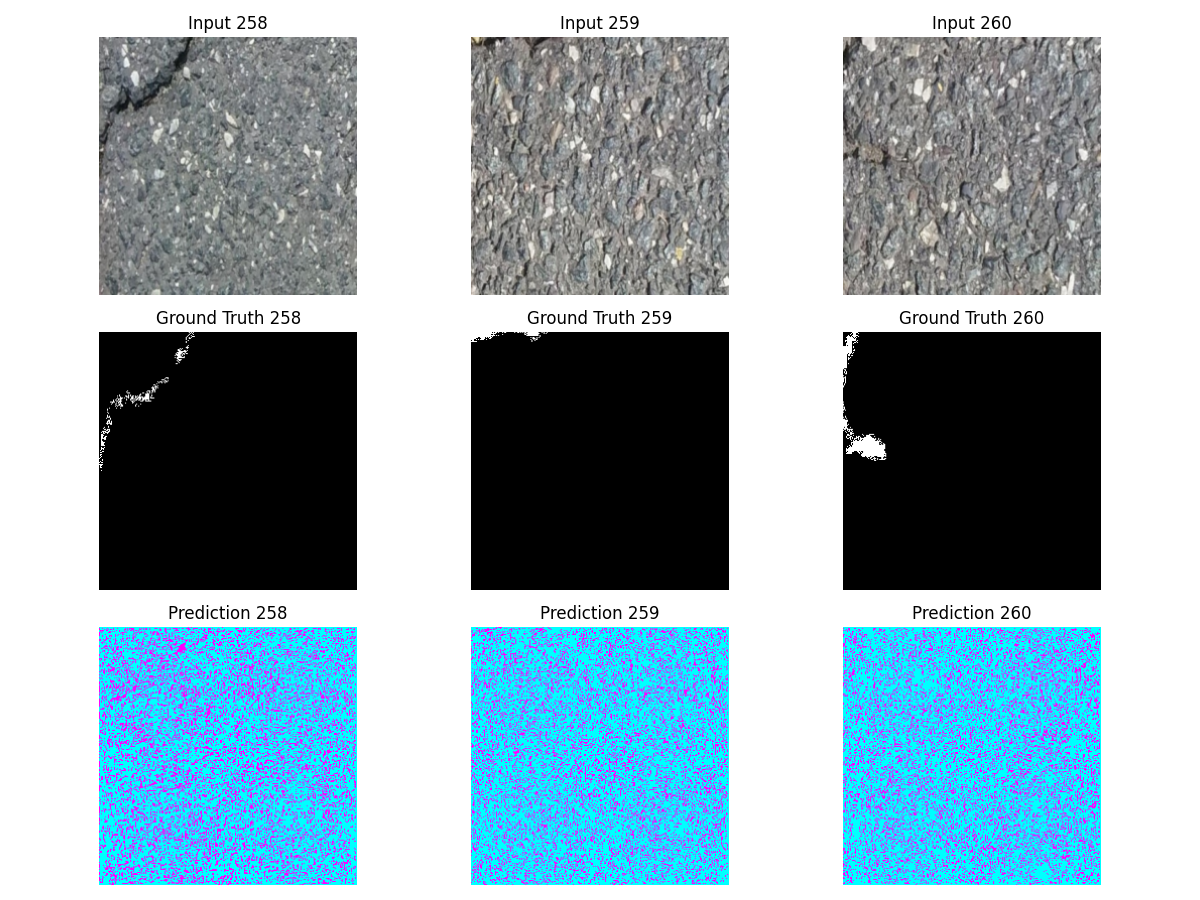 Input 258
Input 259
Input 260
Ground Truth 258
Ground Truth 259
Ground Truth 260
Prediction 258
Prediction 259
Prediction 260